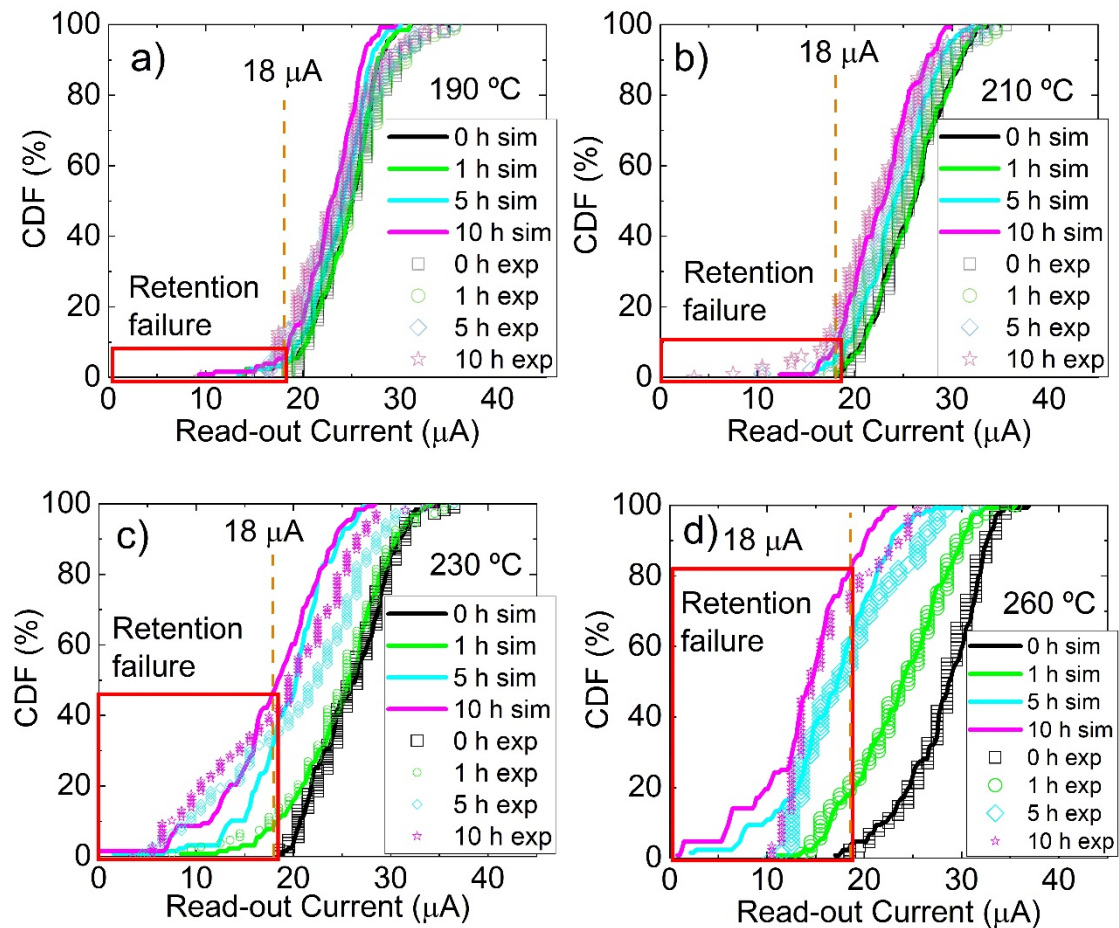 a)
18 μA
190 ºC
0 h sim
1 h sim
5 h sim
10 h sim
0 h exp
1 h exp
5 h exp
10 h exp
Retention
failure
CDF (%)
100
80
60
40
20
0
0 10 20 30 40
Read-out Current (μA)
b)
18 μA
210 ºC
0 h sim
1 h sim
5 h sim
10 h sim
0 h exp
1 h exp
5 h exp
10 h exp
Retention
failure
CDF (%)
100
80
60
40
20
0
0 10 20 30 40
Read-out Current (μA)
c)
18 μA
230 ºC
0 h sim
1 h sim
5 h sim
10 h sim
0 h exp
1 h exp
5 h exp
10 h exp
Retention
failure
CDF (%)
100
80
60
40
20
0
0 10 20 30 40
Read-out Current (μA)
d)
18 μA
260 ºC
0 h sim
1 h sim
5 h sim
10 h sim
0 h exp
1 h exp
5 h exp
10 h exp
Retention
failure
CDF (%)
100
80
60
40
20
0
0 10 20 30 40
Read-out Current (μA)